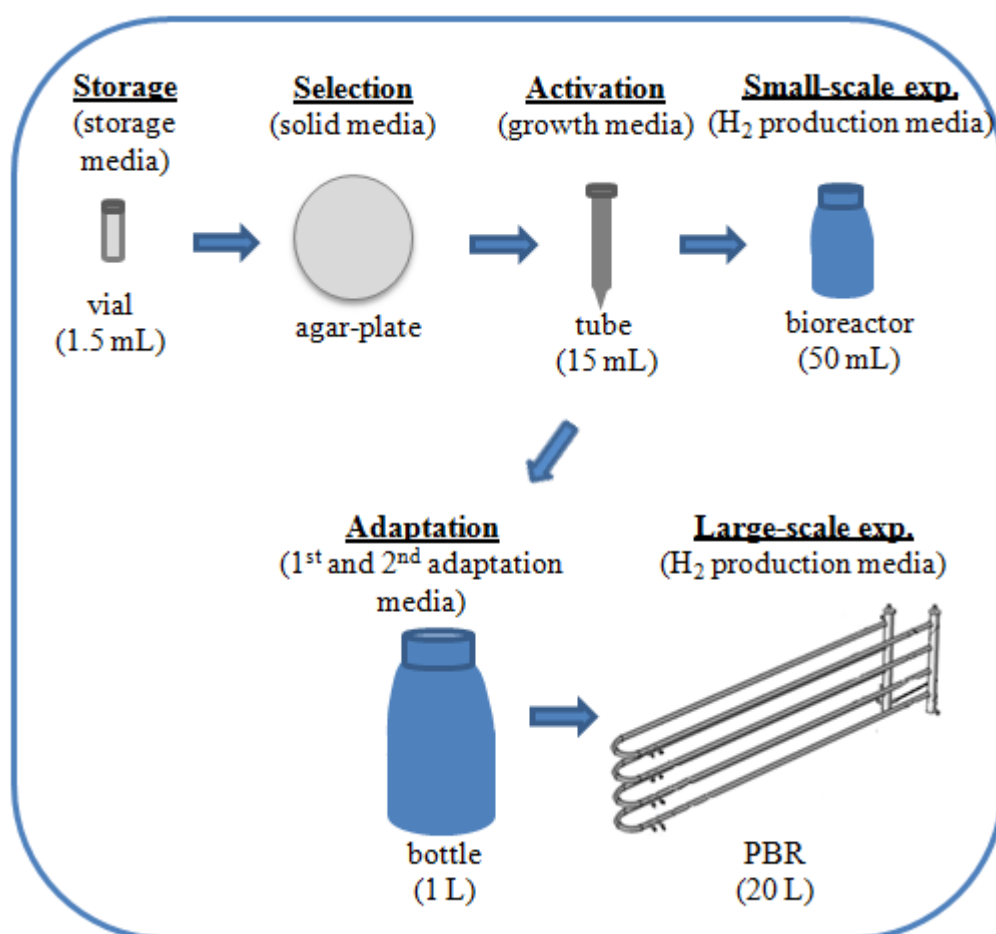 Storage
(storage
media)
vial
(1.5 mL)
Selection
(solid media)
agar-plate
Activation
(growth media)
tube
(15 mL)
Small-scale exp.
(H₂ production media)
bioreactor
(50 mL)
Adaptation
(1ˢᵗ and 2ⁿᵈ adaptation
media)
bottle
(1 L)
Large-scale exp.
(H₂ production media)
PBR
(20 L)